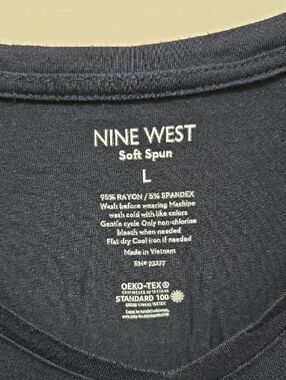 NINE WEST
Soft Spun
L
95% RAYON / 5% SPANDEX
Wash before wearing Machine
wash cold with like colors
Gentle cycle Only non-chlorine
bleach when needed
Flat dry Cool iron if needed
Made in Vietnam
RN#
OEKO-TEX®
STANDARD 100